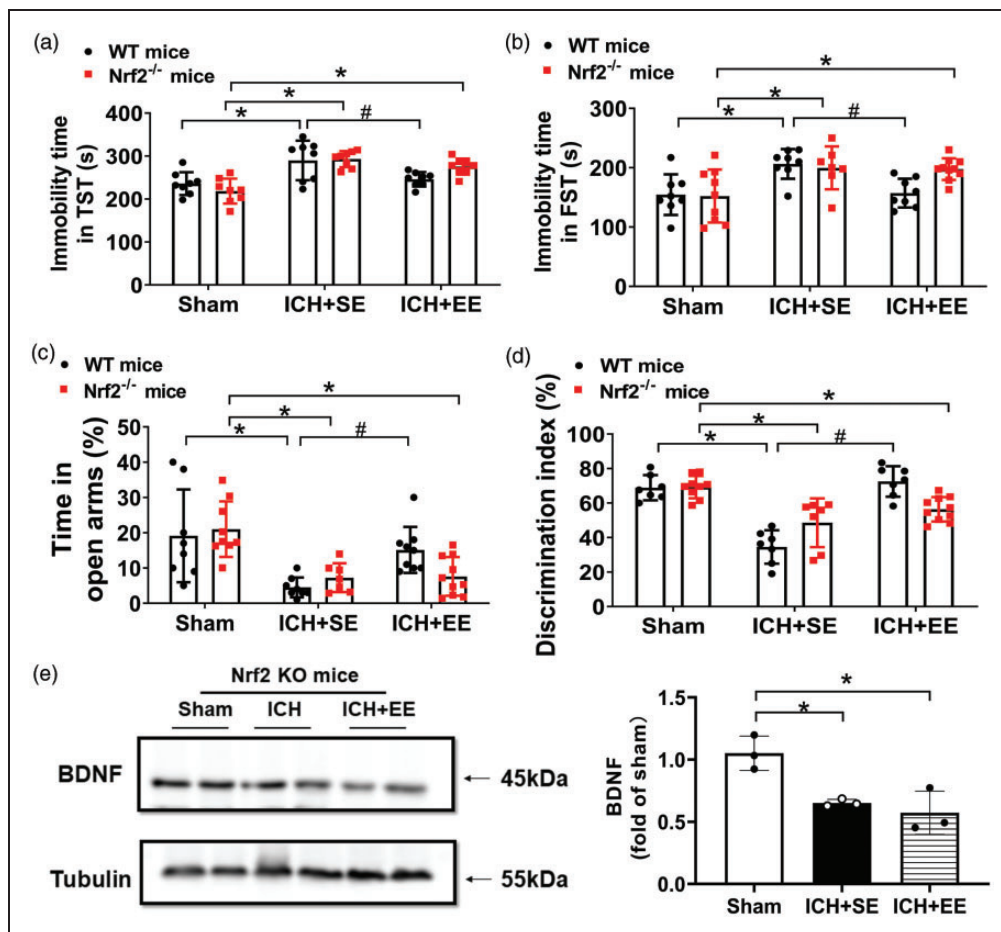 (a)
WT mice
Nrf2-/- mice
Immobility time
in TST (s)
400
300
200
100
0
*
*
*
#
Sham
ICH+SE
ICH+EE
(b)
WT mice
Nrf2-/- mice
Immobility time
in FST (s)
300
200
100
0
*
*
*
#
Sham
ICH+SE
ICH+EE
(c)
WT mice
Nrf2-/- mice
Time in
open arms (%)
50
40
30
20
10
0
*
*
*
#
Sham
ICH+SE
ICH+EE
(d)
WT mice
Nrf2-/- mice
Discrimination index (%)
100
80
60
40
20
0
*
*
*
#
Sham
ICH+SE
ICH+EE
(e)
Nrf2 KO mice
Sham ICH ICH+EE
BDNF
45kDa
Tubulin
55kDa
BDNF
(fold of sham)
1.5
1.0
0.5
0.0
*
*
Sham
ICH+SE
ICH+EE